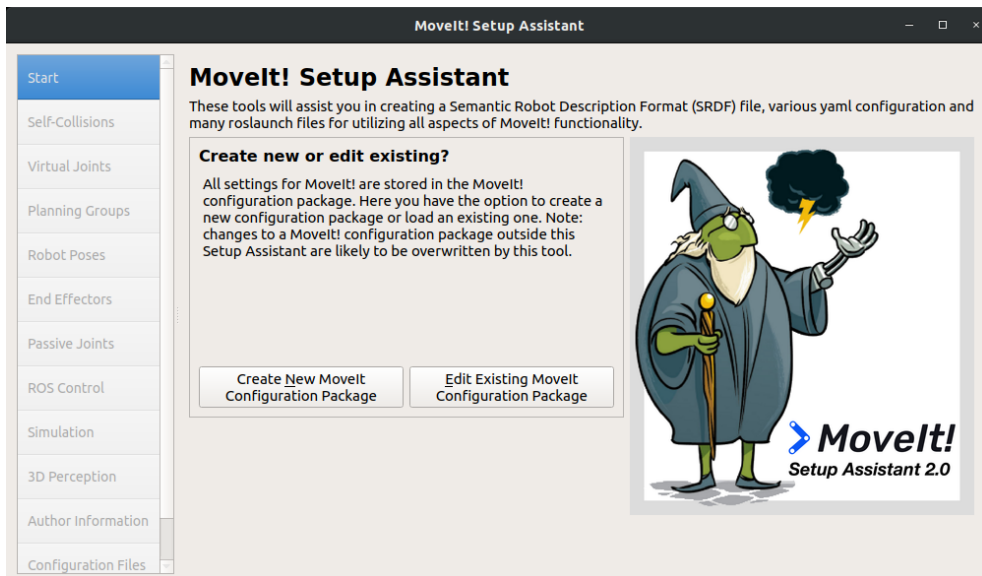 MoveIt! Setup Assistant
Start
Self-Collisions
Virtual Joints
Planning Groups
Robot Poses
End Effectors
Passive Joints
ROS Control
Simulation
3D Perception
Author Information
Configuration Files
MoveIt! Setup Assistant
These tools will assist you in creating a Semantic Robot Description Format (SRDF) file, various yaml configuration and
many roslaunch files for utilizing all aspects of MoveIt! functionality.
Create new or edit existing?
All settings for MoveIt! are stored in the MoveIt!
configuration package. Here you have the option to create a
new configuration package or load an existing one. Note:
changes to a MoveIt! configuration package outside this
Setup Assistant are likely to be overwritten by this tool.
Create New MoveIt
Configuration Package
Edit Existing MoveIt
Configuration Package
MoveIt!
Setup Assistant 2.0